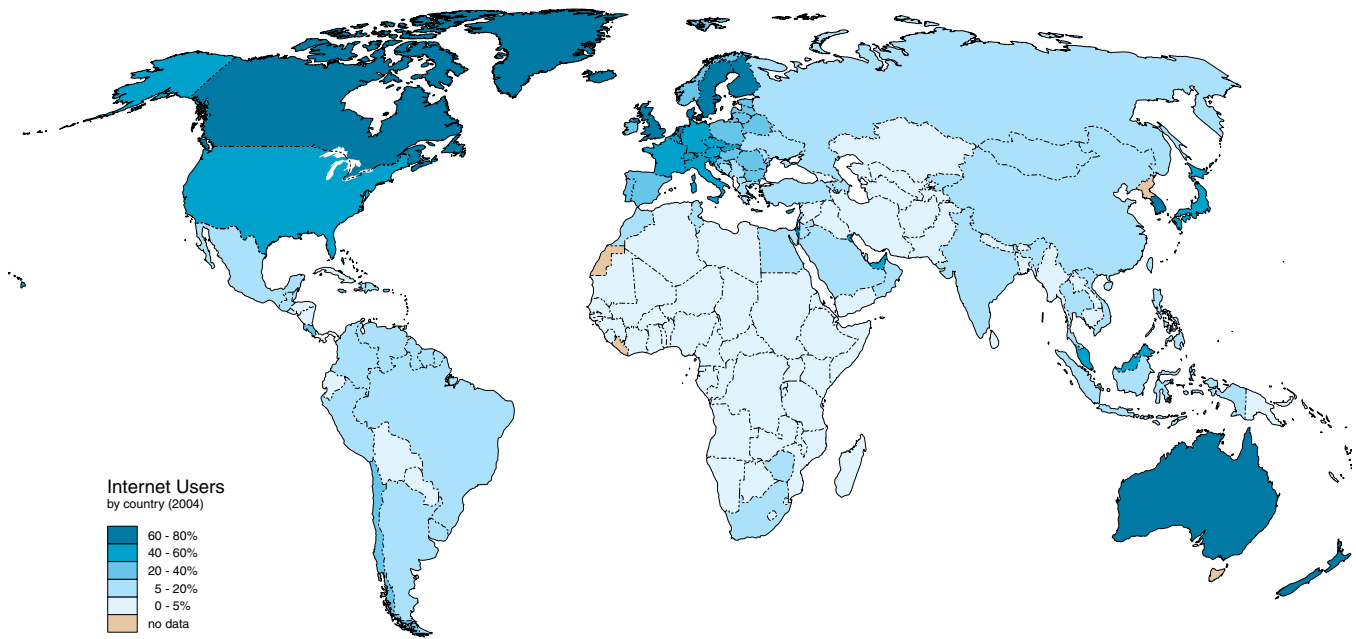 Internet Users
by country (2004)
60 - 80%
40 - 60%
20 - 40%
5 - 20%
0 - 5%
no data